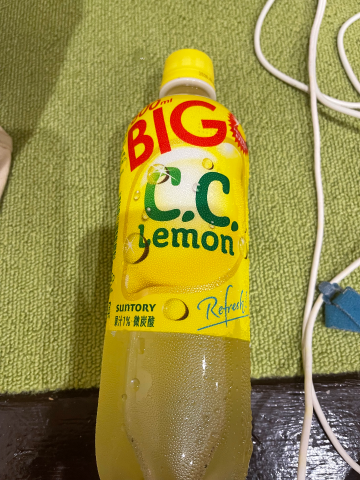 BIG
C.C.
Lemon
SUNTORY
Refresh
果汁1% 微炭酸